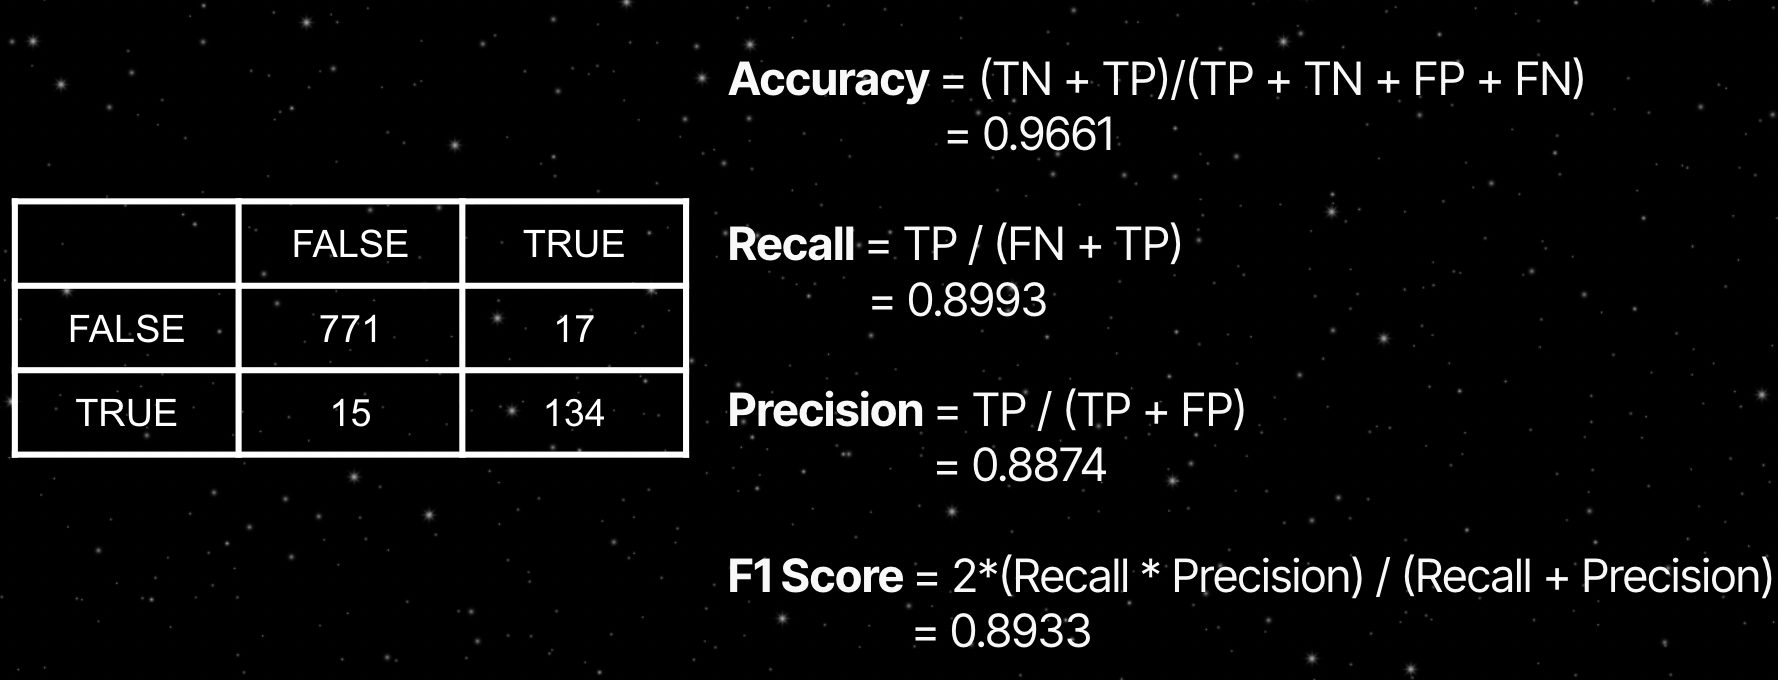 Accuracy = (TN + TP)/(TP + TN + FP + FN)
= 0.9661
Recall = TP / (FN + TP)
= 0.8993
Precision = TP / (TP + FP)
= 0.8874
F1 Score = 2*(Recall * Precision) / (Recall + Precision)
= 0.8933
FALSE TRUE
FALSE 771 17
TRUE 15 134